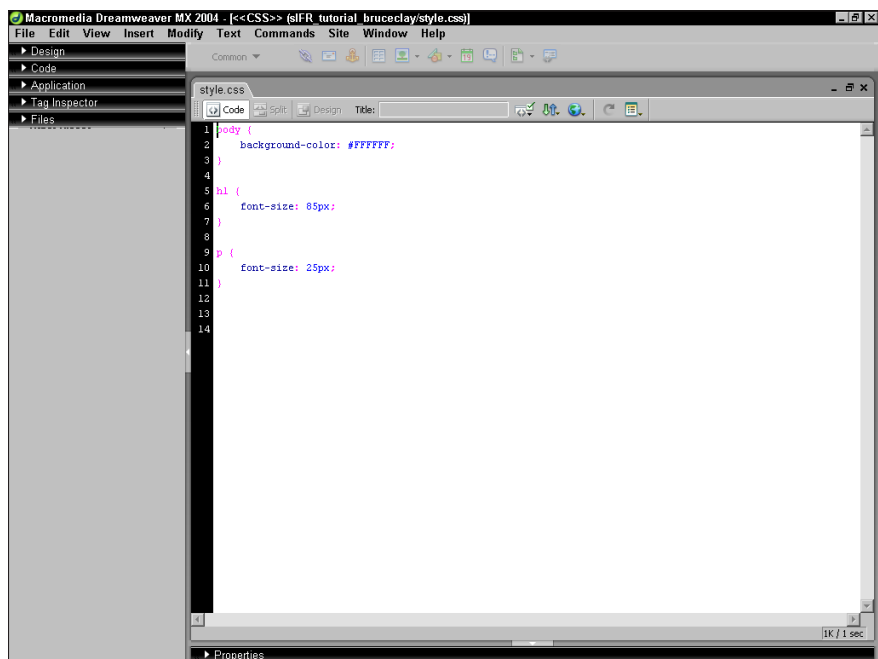 Macromedia Dreamweaver MX 2004 - [<<CSS>> (sIFR_tutorial_bruceclay/style.css)]
File Edit View Insert Modify Text Commands Site Window Help
Design
Code
Application
Tag Inspector
Files
Common
style.css
Code Split Design Title:
1 body {
2 background-color: #FFFFFF;
3 }
4
5 h1 {
6 font-size: 85px;
7 }
8
9 p {
10 font-size: 25px;
11 }
12
13
14
1K / 1 sec
Properties